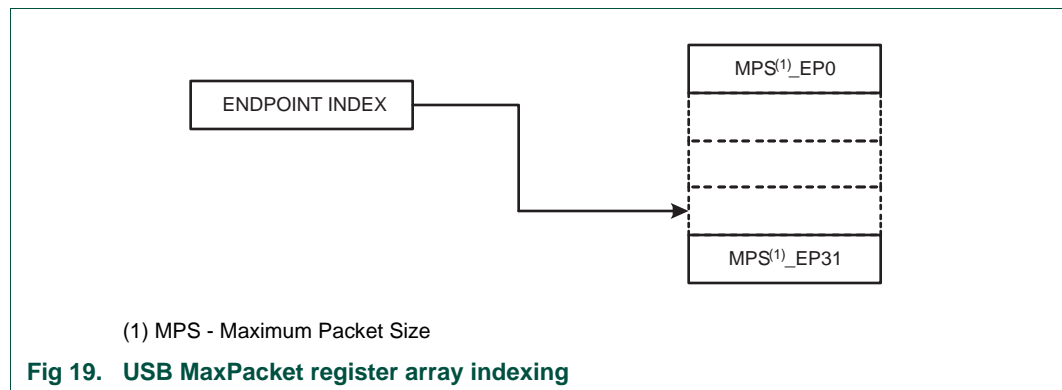 MPS(1)_EP0
ENDPOINT INDEX
MPS(1)_EP31
(1) MPS - Maximum Packet Size
Fig 19. USB MaxPacket register array indexing